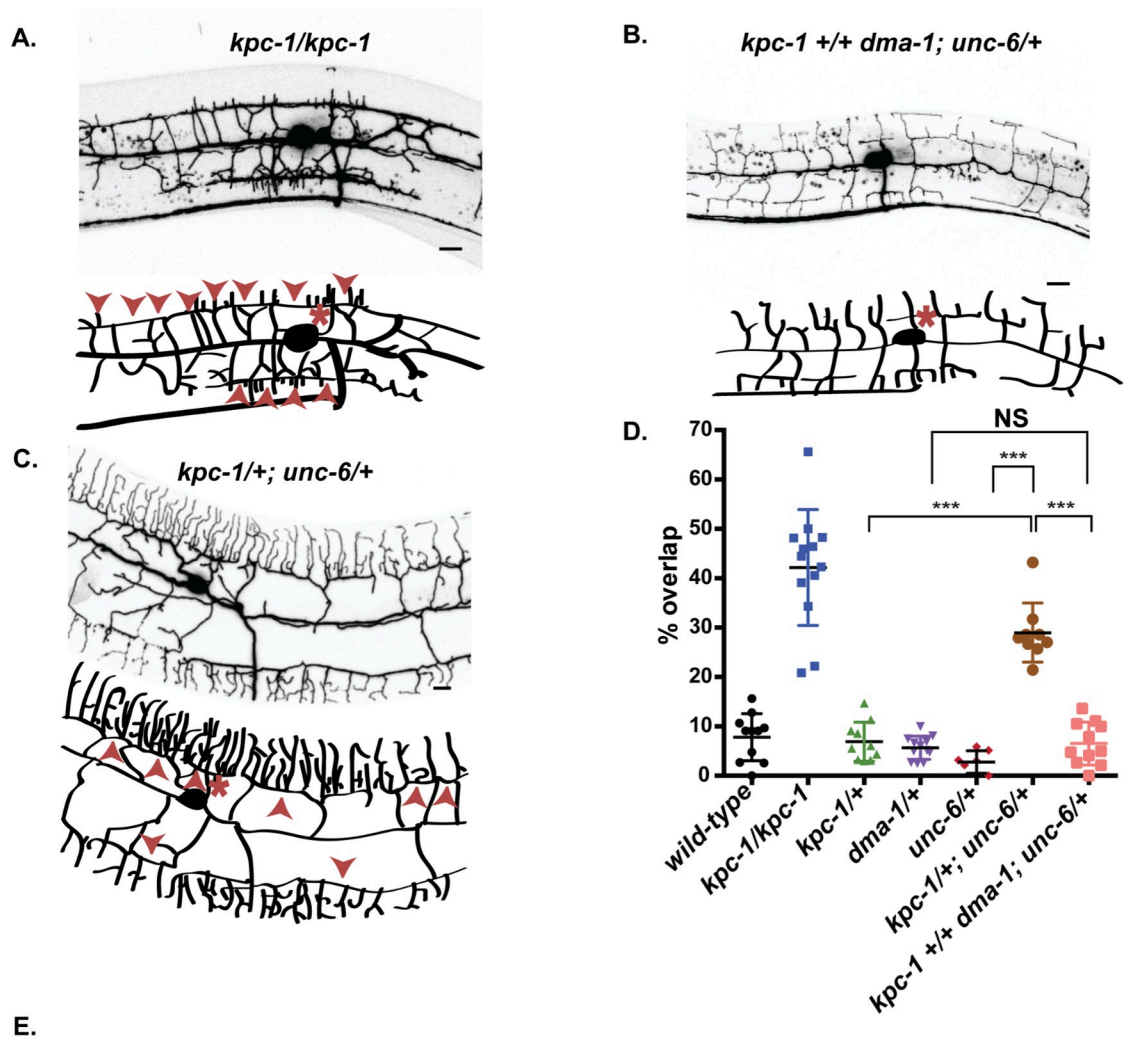 A.
kpc-1/kpc-1
B.
kpc-1 +/+ dma-1; unc-6/+
C.
kpc-1/+; unc-6/+
D.
% overlap
70
60
50
40
30
20
10
0
NS
***
***
***
wild-type
kpc-1/kpc-1
kpc-1/+
dma-1/+
unc-6/+
kpc-1/+; unc-6/+
kpc-1 +/+ dma-1; unc-6/+
E.